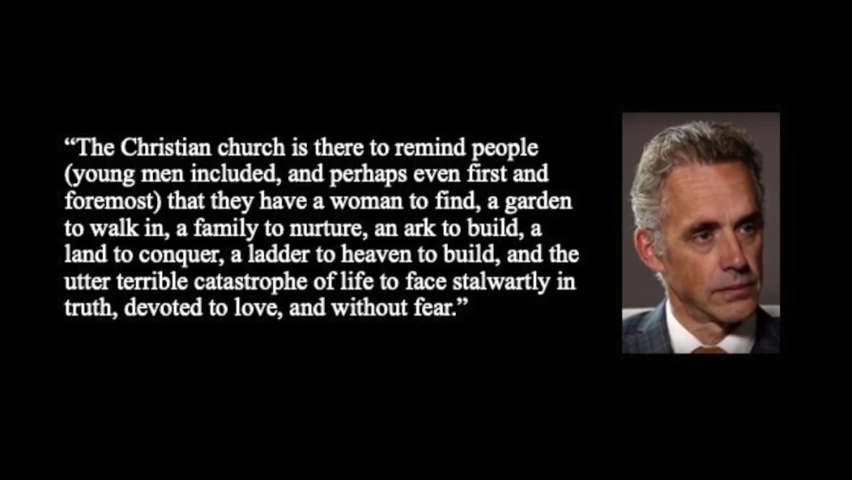 “The Christian church is there to remind people
(young men included, and perhaps even first and
foremost) that they have a woman to find, a garden
to walk in, a family to nurture, an ark to build, a
land to conquer, a ladder to heaven to build, and the
utter terrible catastrophe of life to face stalwartly in
truth, devoted to love, and without fear.”